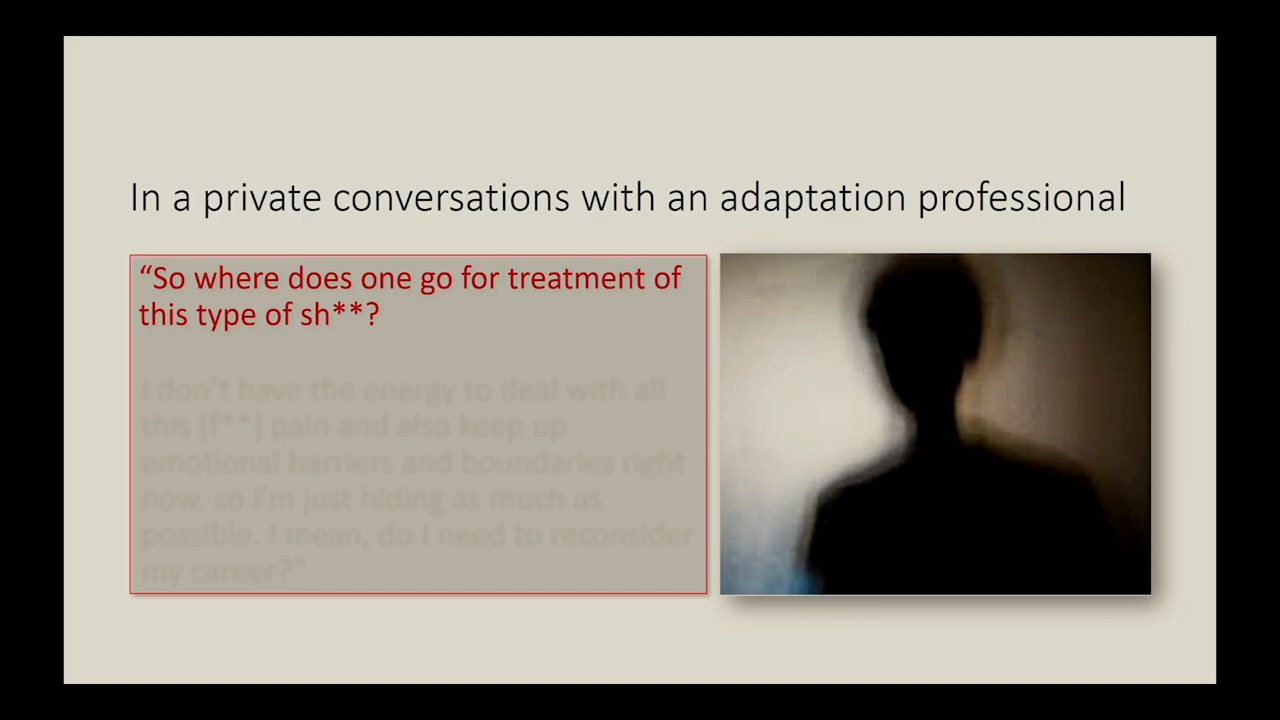 In a private conversations with an adaptation professional
“So where does one go for treatment of
this type of sh**?
I don't have the energy to deal with all
this [f**] pain and also keep up
emotional barriers and boundaries right
now, so I'm just hiding as much as
possible. I mean, do I need to reconsider
my career?”